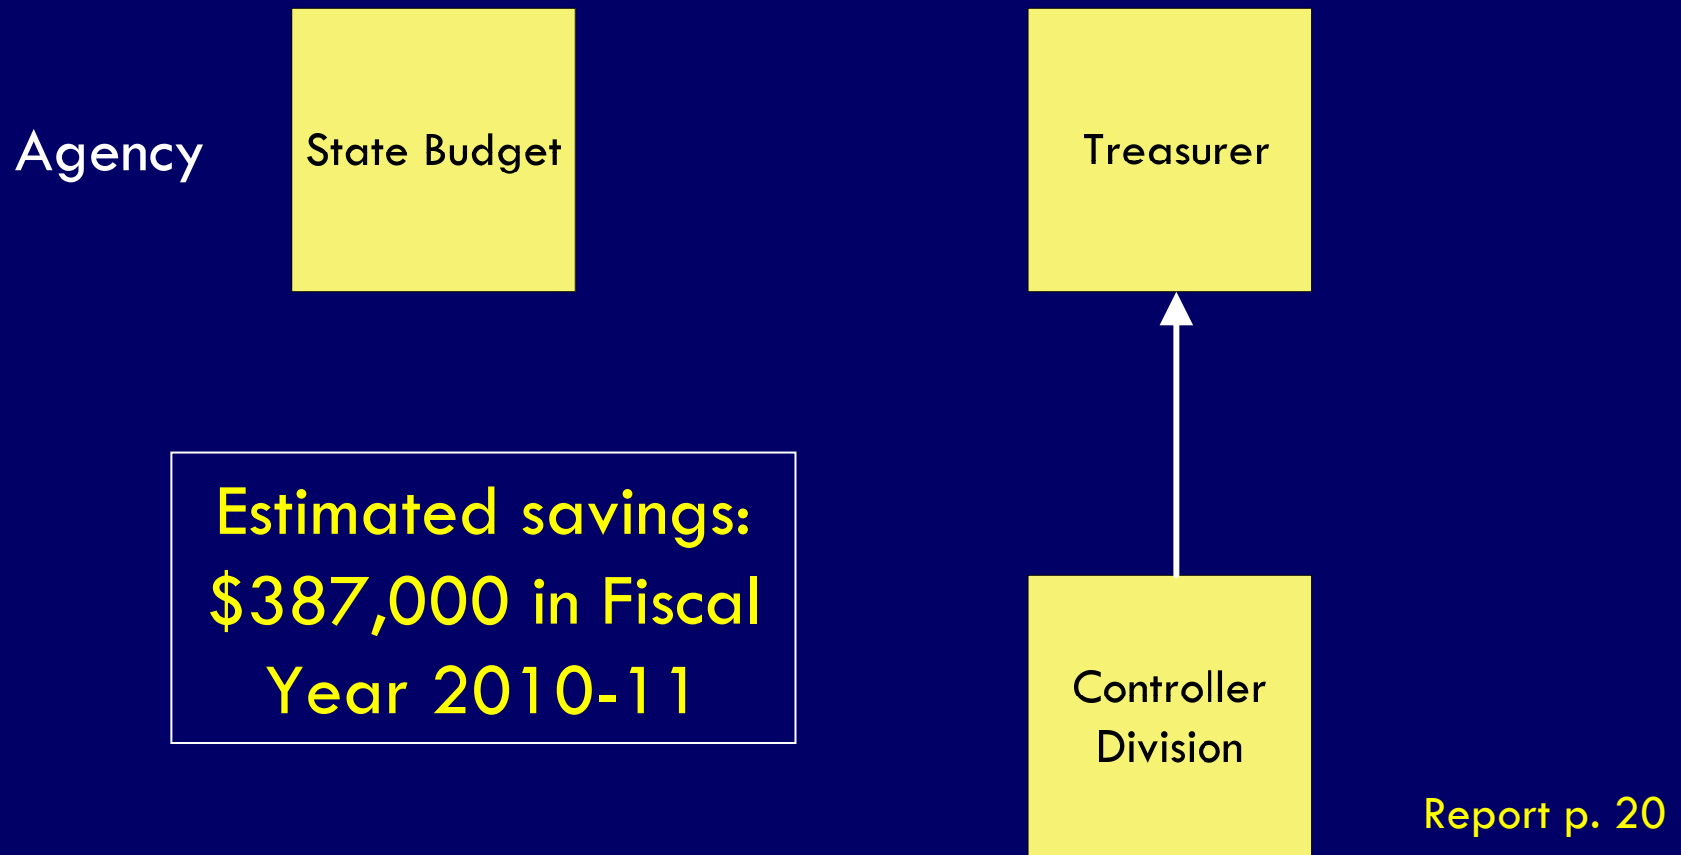 Agency
State Budget
Treasurer
Estimated savings:
$387,000 in Fiscal
Year 2010-11
Controller
Division
Report p. 20